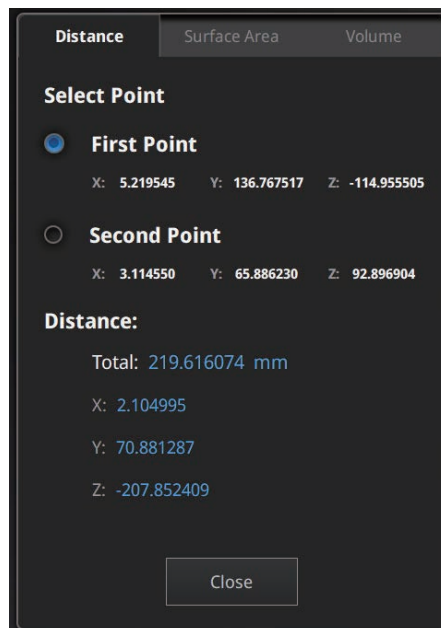 Distance Surface Area Volume
Select Point
First Point
X: 5.219545 Y: 136.767517 Z: -114.955505
Second Point
X: 3.114550 Y: 65.886230 Z: 92.896904
Distance:
Total: 219.616074 mm
X: 2.104995
Y: 70.881287
Z: -207.852409
Close